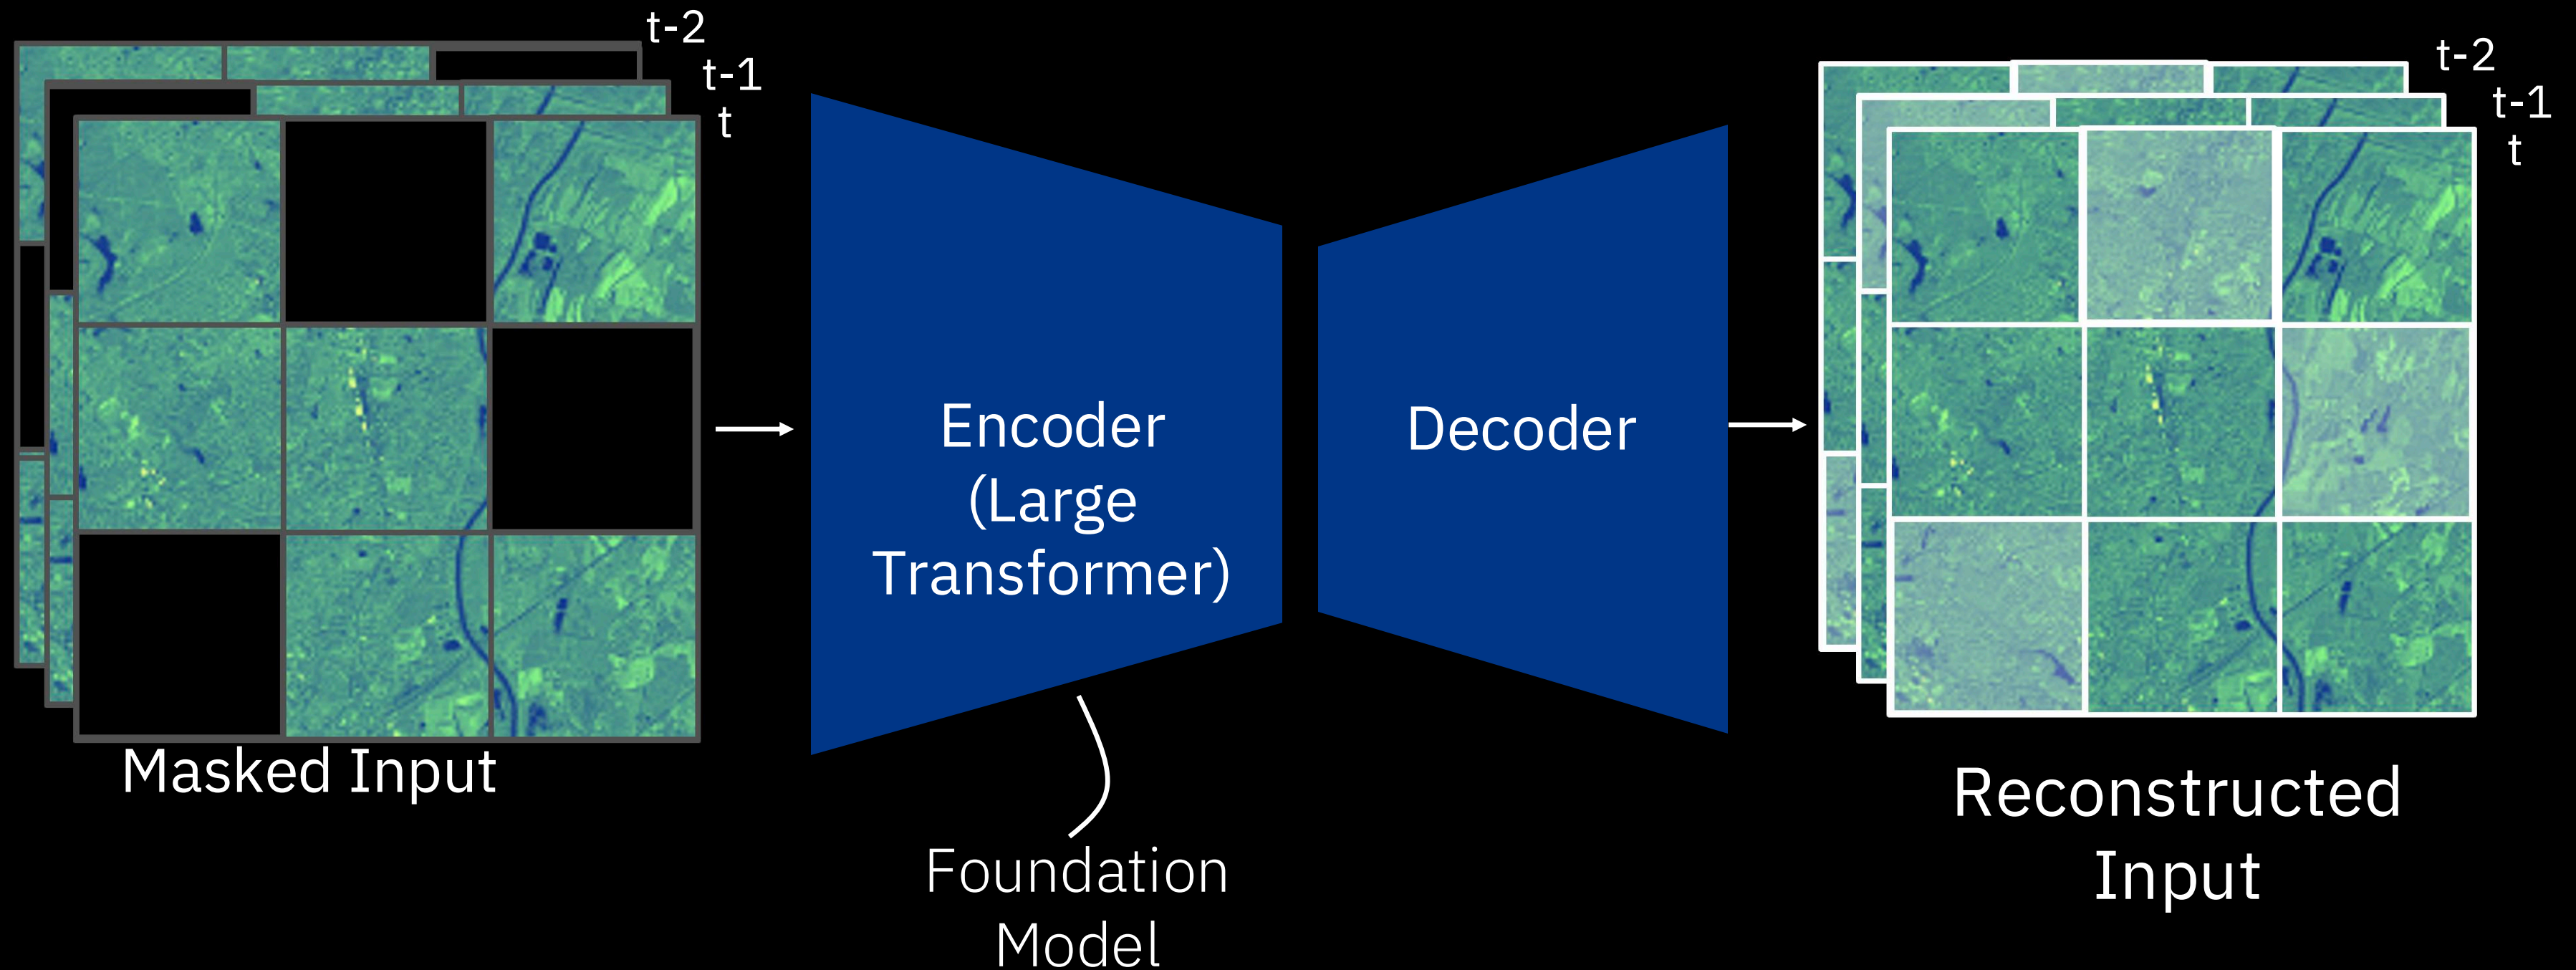 t-2
t-1
t
Masked Input
Encoder
(Large
Transformer)
Foundation
Model
Decoder
t-2
t-1
t
Reconstructed
Input